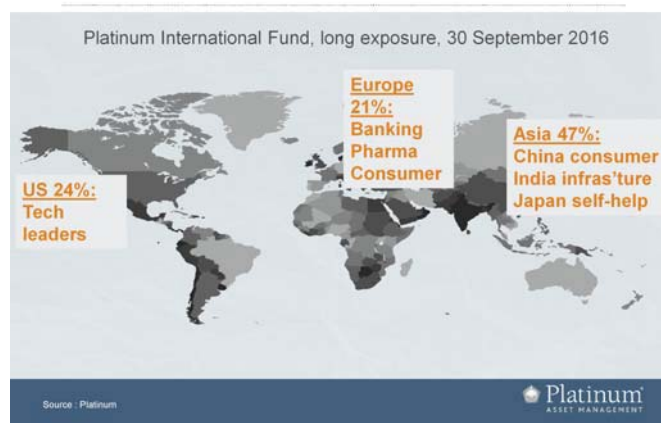 Platinum International Fund, long exposure, 30 September 2016
Europe
21%:
Banking
Pharma
Consumer
Asia 47%:
China consumer
India infras'ture
Japan self-help
US 24%:
Tech
leaders
Source : Platinum
Platinum®
ASSET MANAGEMENT